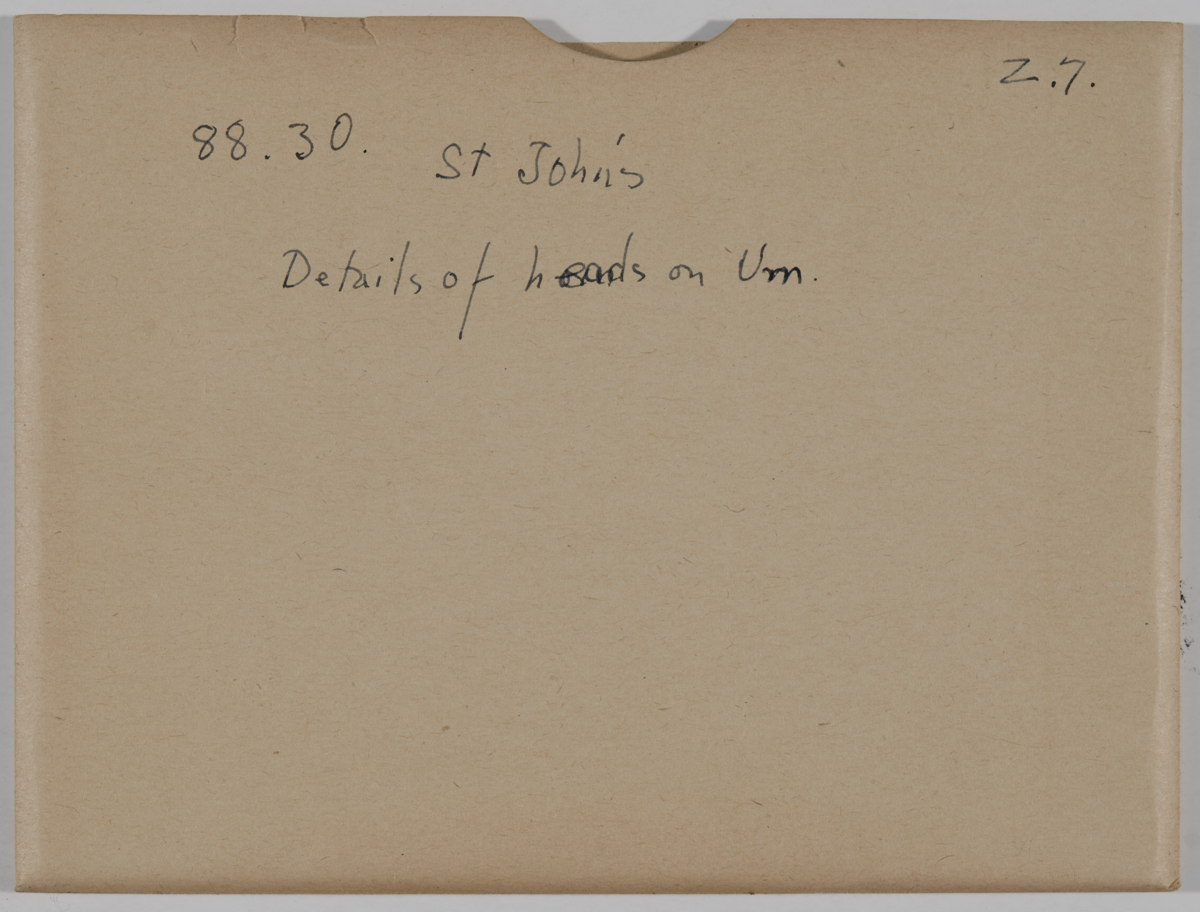 Z.7.
88.30. St John's
Details of heads on Urn.